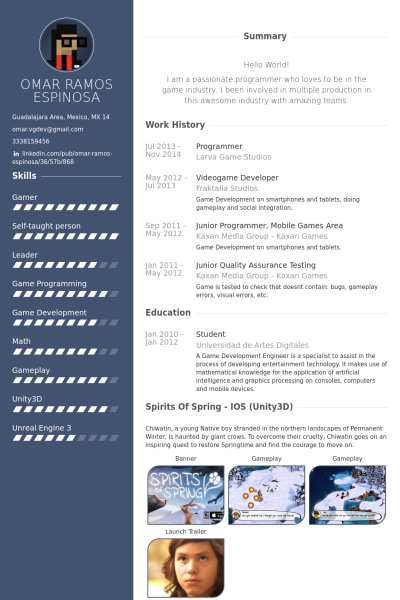 OMAR RAMOS
ESPINOSA
Guadalajara Area, Mexico, MX 14
omar.vgdev@gmail.com
3338159456
in linkedin.com/pub/omar-ramos-
espinosa/36/57b/868
Skills
Gamer
Self-taught person
Leader
Game Programming
Game Development
Math
Gameplay
Unity3D
Unreal Engine 3
Summary
Hello World!
I am a passionate programmer who loves to be in the
game industry, I been involved in multiple production in
this awesome industry with amazing teams.
Work History
Jul 2013 -
Nov 2014
Programmer
Larva Game Studios
May 2012 -
Jul 2013
Videogame Developer
Fraktalia Studios
Game Development on smartphones and tablets, doing
gameplay and social integration.
Sep 2011 -
May 2012
Junior Programmer, Mobile Games Area
Kaxan Media Group - Kaxan Games
Game Development on smartphones and tablets.
Jan 2011 -
May 2012
Junior Quality Assurance Testing
Kaxan Media Group - Kaxan Games
Game is tested to check that doesnt contain: bugs, gameplay
errors, visual errors, etc.
Education
Jan 2010 -
Jan 2012
Student
Universidad de Artes Digitales
A Game Development Engineer is a specialist to assist in the
process of developing entertainment technology. It makes use of
mathematical knowledge for the application of artificial
intelligence and graphics processing on consoles, computers
and mobile devices.
Spirits Of Spring - IOS (Unity3D)
Chiwatin, a young Native boy stranded in the northern landscapes of Permanent
Winter, is haunted by giant crows. To overcome their cruelty, Chiwatin goes on an
inspiring quest to restore Springtime and find the courage to move on.
Banner
Gameplay
Gameplay
SPIRITS
OF SPRING
Launch Trailer